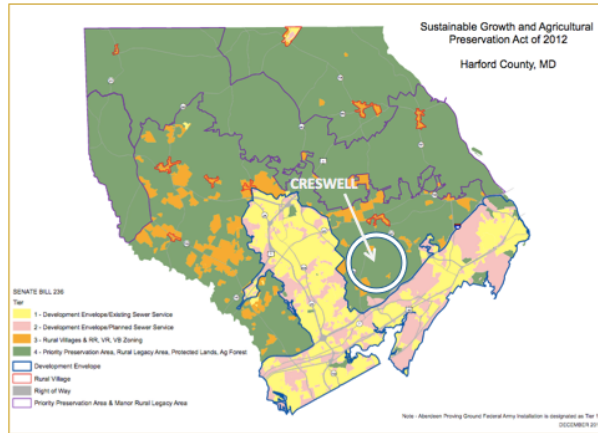 Sustainable Growth and Agricultural
Preservation Act of 2012
Harford County, MD
CRESWELL
SENATE BILL 236
Tier
1 - Development Envelope/Existing Sewer Service
2 - Development Envelope/Planned Sewer Service
3 - Rural Villages & RR, VR, VB Zoning
4 - Priority Preservation Area, Rural Legacy Area, Protected Lands, Ag Forest
Development Envelope
Rural Village
Right of Way
Priority Preservation Area & Manor Rural Legacy Area
Note - Aberdeen Proving Ground Federal Army Installation is designated as Tier
DECEMBER